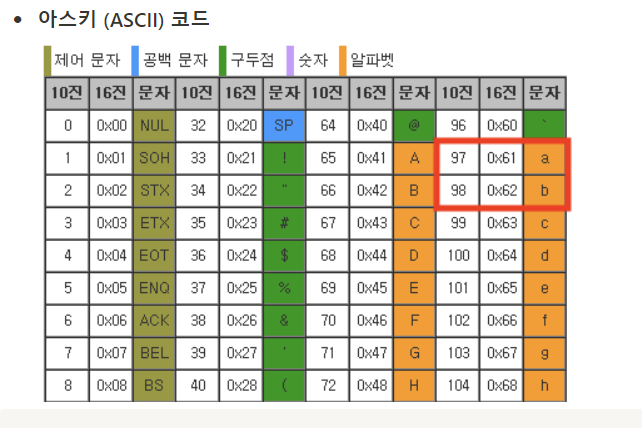 • 아스키 (ASCII) 코드
제어 문자 공백 문자 구두점 숫자 알파벳
10진 16진 문자 10진 16진 문자 10진 16진 문자 10진 16진 문자
0 0x00 NUL 32 0x20 SP 64 0x40 @ 96 0x60 `
1 0x01 SOH 33 0x21 ! 65 0x41 A 97 0x61 a
2 0x02 STX 34 0x22 " 66 0x42 B 98 0x62 b
3 0x03 ETX 35 0x23 # 67 0x43 C 99 0x63 c
4 0x04 EOT 36 0x24 $ 68 0x44 D 100 0x64 d
5 0x05 ENQ 37 0x25 % 69 0x45 E 101 0x65 e
6 0x06 ACK 38 0x26 & 70 0x46 F 102 0x66 f
7 0x07 BEL 39 0x27 ' 71 0x47 G 103 0x67 g
8 0x08 BS 40 0x28 ( 72 0x48 H 104 0x68 h